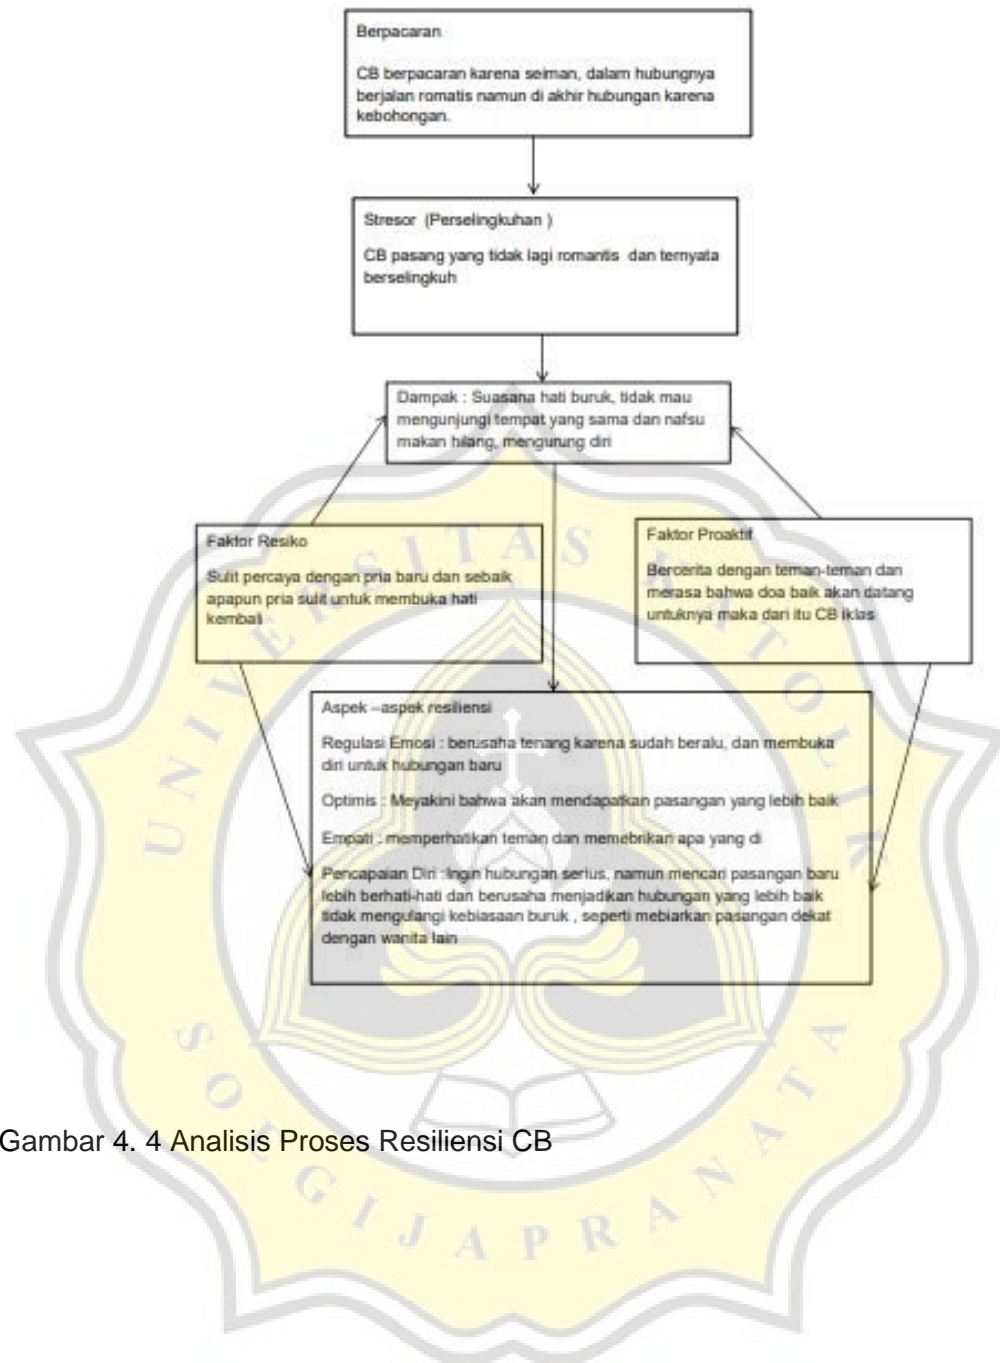 Berpacaran
CB berpacaran karena seiman, dalam hubungnya
berjalan romatis namun di akhir hubungan karena
kebohongan.
Stresor (Perselingkuhan )
CB pasang yang tidak lagi romantis dan ternyata
berselingkuh
Dampak : Suasana hati buruk, tidak mau
mengunjungi tempat yang sama dan nafsu
makan hilang, mengurung diri
Faktor Resiko
Sulit percaya dengan pria baru dan sebaik
apapun pria sulit untuk membuka hati
kembali
Faktor Proaktif
Bercerita dengan teman-teman dan
merasa bahwa doa baik akan datang
untuknya maka dari itu CB iklas
Aspek –aspek resiliensi
Regulasi Emosi : berusaha tenang karena sudah beralu, dan membuka
diri untuk hubungan baru
Optimis : Meyakini bahwa akan mendapatkan pasangan yang lebih baik
Empati : memperhatikan teman dan memebrikan apa yang di
Pencapaian Diri :Ingin hubungan serius, namun mencari pasangan baru
lebih berhati-hati dan berusaha menjadikan hubungan yang lebih baik
tidak mengulangi kebiasaan buruk , seperti mebiarkan pasangan dekat
dengan wanita lain
Gambar 4. 4 Analisis Proses Resiliensi CB
UNIVERSITAS KATOLIK
SOEGIJAPRANATA